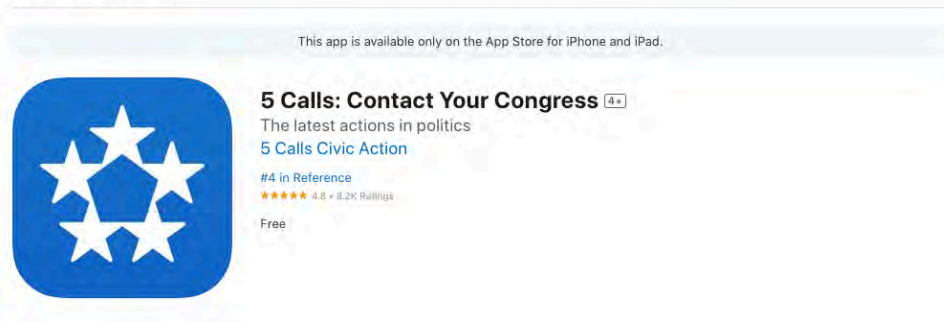 This app is available only on the App Store for iPhone and iPad.
5 Calls: Contact Your Congress 4+
The latest actions in politics
5 Calls Civic Action
#4 in Reference
★★★★★ 4.8 • 8.2K Ratings
Free